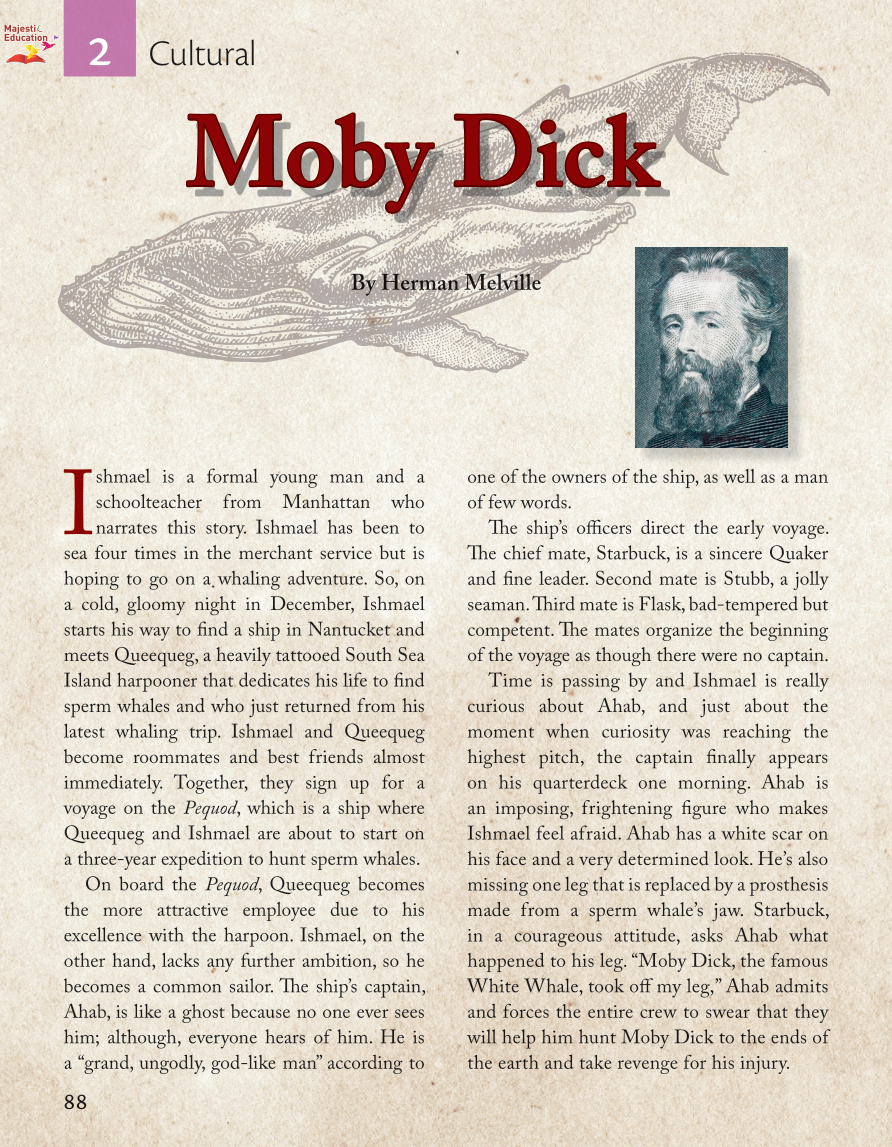 Majestic
Education
2
Cultural
Moby Dick
By Herman Melville
Ishmael is a formal young man and a
schoolteacher from Manhattan who
narrates this story. Ishmael has been to
sea four times in the merchant service but is
hoping to go on a whaling adventure. So, on
a cold, gloomy night in December, Ishmael
starts his way to find a ship in Nantucket and
meets Queequeg, a heavily tattooed South Sea
Island harpooner that dedicates his life to find
sperm whales and who just returned from his
latest whaling trip. Ishmael and Queequeg
become roommates and best friends almost
immediately. Together, they sign up for a
voyage on the Pequod, which is a ship where
Queequeg and Ishmael are about to start on
a three-year expedition to hunt sperm whales.
On board the Pequod, Queequeg becomes
the more attractive employee due to his
excellence with the harpoon. Ishmael, on the
other hand, lacks any further ambition, so he
becomes a common sailor. The ship's captain,
Ahab, is like a ghost because no one ever sees
him; although, everyone hears of him. He is
a “grand, ungodly, god-like man” according to
one of the owners of the ship, as well as a man
of few words.
The ship's officers direct the early voyage.
The chief mate, Starbuck, is a sincere Quaker
and fine leader. Second mate is Stubb, a jolly
seaman. Third mate is Flask, bad-tempered but
competent. The mates organize the beginning
of the voyage as though there were no captain.
Time is passing by and Ishmael is really
curious about Ahab, and just about the
moment when curiosity was reaching the
highest pitch, the captain finally appears
on his quarterdeck one morning. Ahab is
an imposing, frightening figure who makes
Ishmael feel afraid. Ahab has a white scar on
his face and a very determined look. He's also
missing one leg that is replaced by a prosthesis
made from a sperm whale's jaw. Starbuck,
in a courageous attitude, asks Ahab what
happened to his leg. “Moby Dick, the famous
White Whale, took off my leg,” Ahab admits
and forces the entire crew to swear that they
will help him hunt Moby Dick to the ends of
the earth and take revenge for his injury.
88